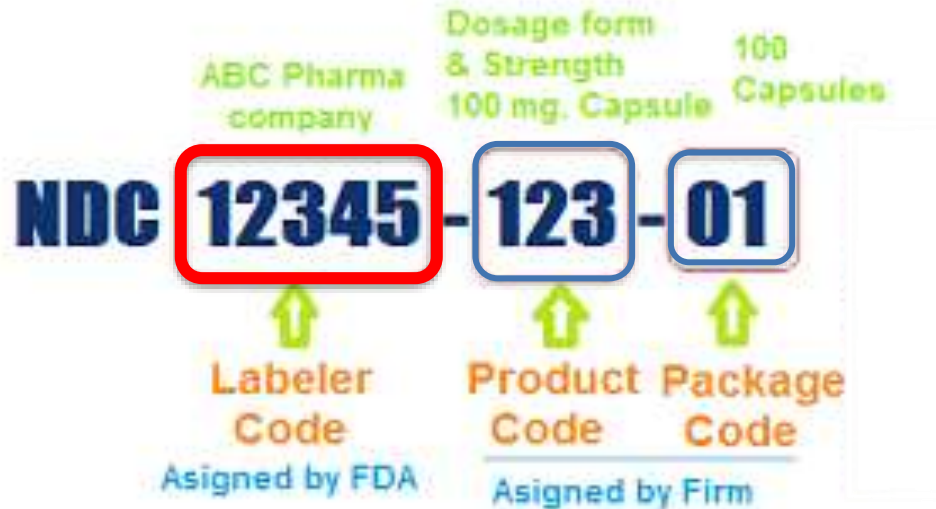 ABC Pharma
company
Dosage form
& Strength
100 mg. Capsule
100
Capsules
NDC 12345-123-01
Labeler
Code
Product
Code
Package
Code
Asigned by FDA
Asigned by Firm